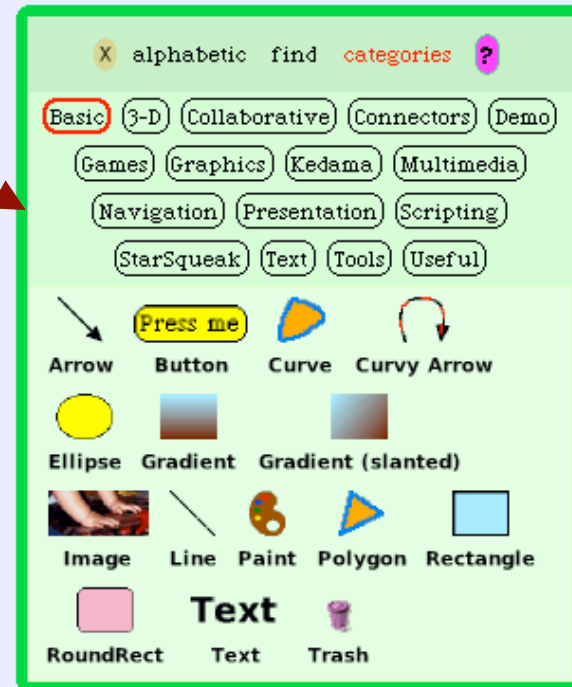 X alphabetic find categories ?
Basic 3-D Collaborative Connectors Demo
Games Graphics Kedama Multimedia
Navigation Presentation Scripting
StarSqueak Text Tools Useful
Press me
Arrow Button Curve Curvy Arrow
Ellipse Gradient Gradient (slanted)
Image Line Paint Polygon Rectangle
Text
RoundRect Text Trash